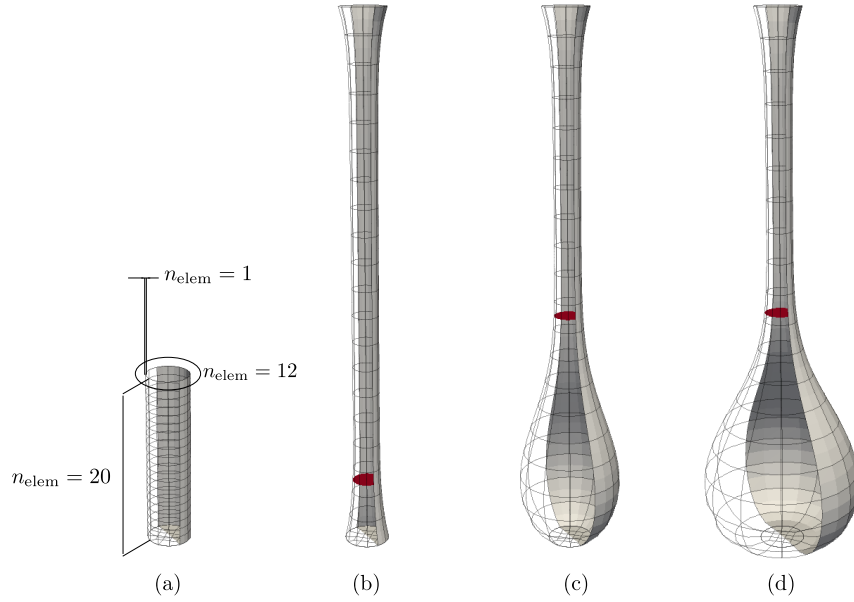 n_elem = 1
n_elem = 12
n_elem = 20
(a) (b) (c) (d)